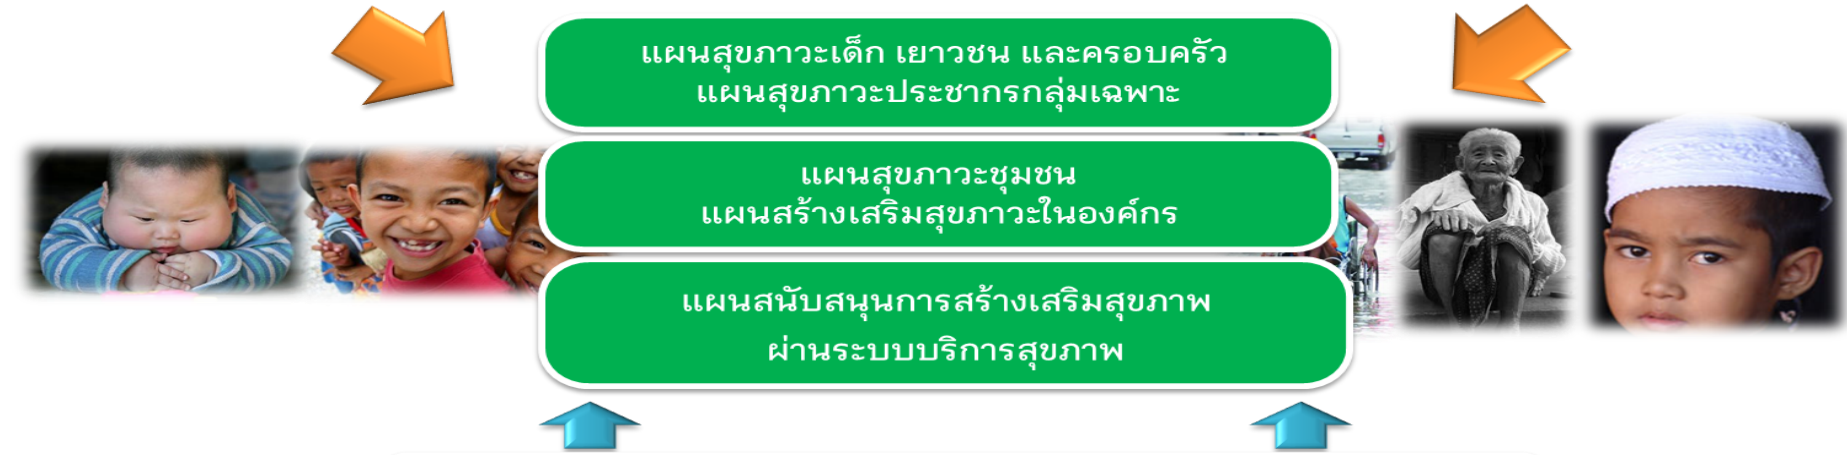 แผนสุขภาวะเด็ก เยาวชน และครอบครัว
แผนสุขภาวะประชากรกลุ่มเฉพาะ
แผนสุขภาวะชุมชน
แผนสร้างเสริมสุขภาวะในองค์กร
แผนสนับสนุนการสร้างเสริมสุขภาพ
ผ่านระบบบริการสุขภาพ